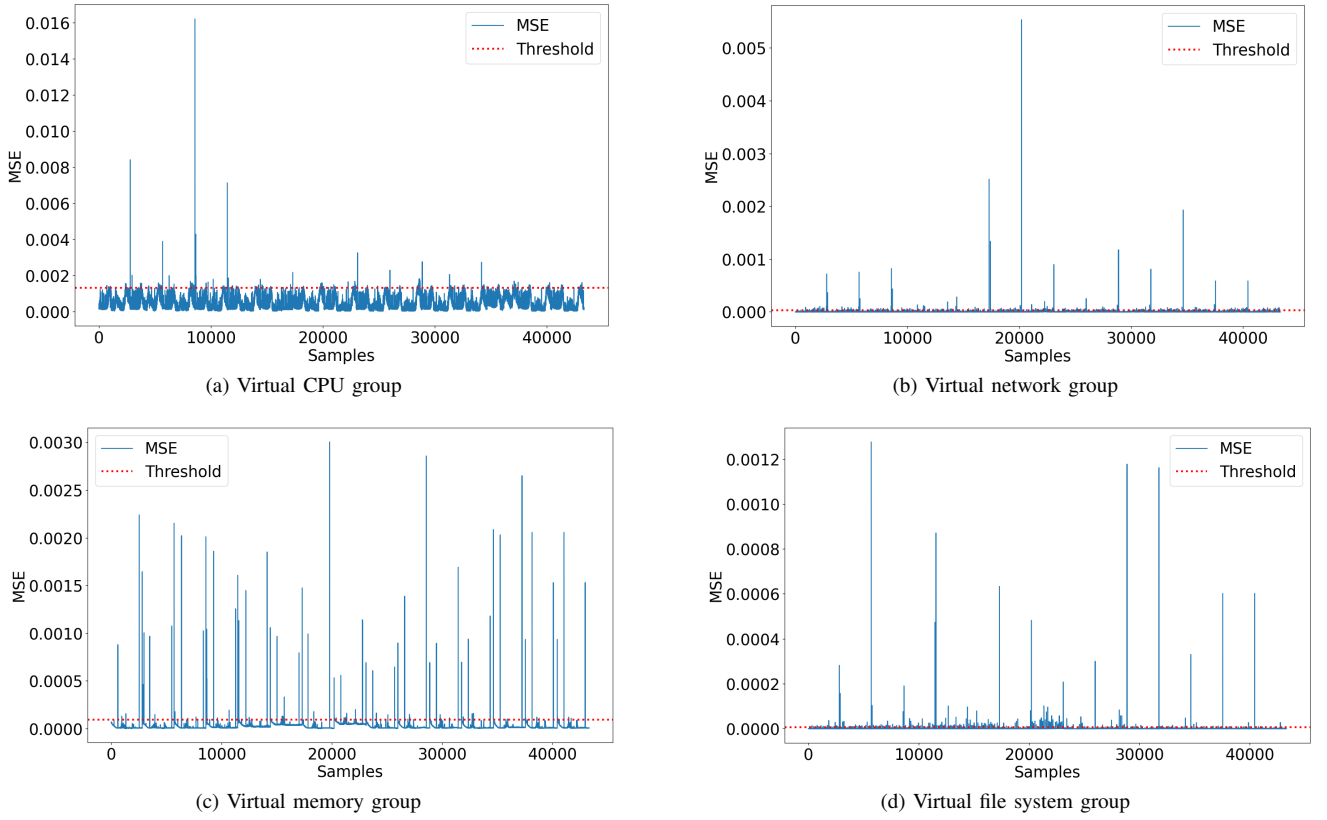 MSE
Threshold
0.016
0.014
0.012
0.010
0.008
0.006
0.004
0.002
0.000
MSE
0 10000 20000 30000 40000
Samples
(a) Virtual CPU group
MSE
Threshold
0.005
0.004
0.003
0.002
0.001
0.000
MSE
0 10000 20000 30000 40000
Samples
(b) Virtual network group
MSE
Threshold
0.0030
0.0025
0.0020
0.0015
0.0010
0.0005
0.0000
MSE
0 10000 20000 30000 40000
Samples
(c) Virtual memory group
MSE
Threshold
0.0012
0.0010
0.0008
0.0006
0.0004
0.0002
0.0000
MSE
0 10000 20000 30000 40000
Samples
(d) Virtual file system group